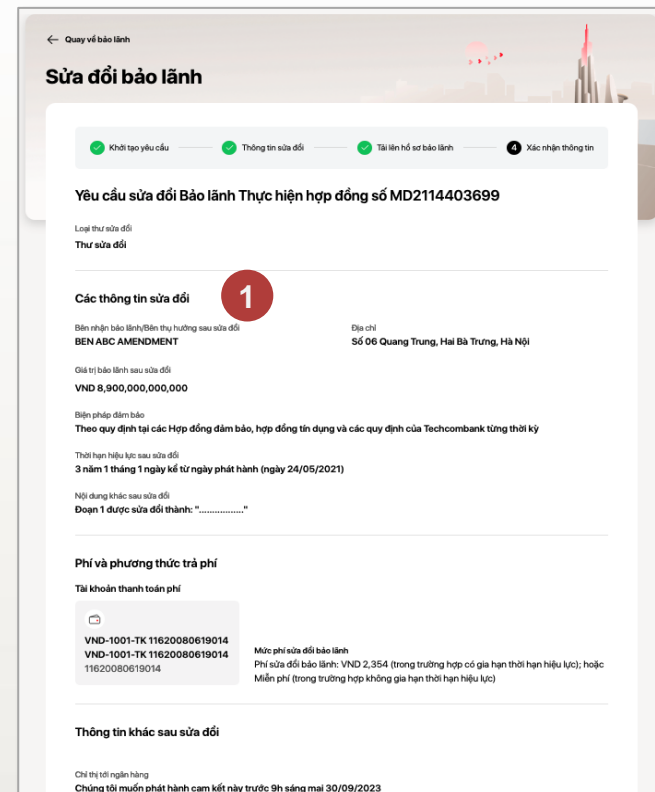 Quay về bảo lãnh
Sửa đổi bảo lãnh
Khởi tạo yêu cầu
Thông tin sửa đổi
Tải lên hồ sơ bảo lãnh
4 Xác nhận thông tin
Yêu cầu sửa đổi Bảo lãnh Thực hiện hợp đồng số MD2114403699
Loại thư sửa đổi
Thư sửa đổi
Các thông tin sửa đổi
1
Bên nhận bảo lãnh/Bên thụ hưởng sau sửa đổi
BEN ABC AMENDMENT
Địa chỉ
Số 06 Quang Trung, Hai Bà Trưng, Hà Nội
Giá trị bảo lãnh sau sửa đổi
VND 8,900,000,000,000
Biện pháp đảm bảo
Theo quy định tại các Hợp đồng đảm bảo, hợp đồng tín dụng và các quy định của Techcombank từng thời kỳ
Thời hạn hiệu lực sau sửa đổi
3 năm 1 tháng 1 ngày kể từ ngày phát hành (ngày 24/05/2021)
Nội dung khác sau sửa đổi
Đoạn 1 được sửa đổi thành: "................."
Phí và phương thức trả phí
Tài khoản thanh toán phí
VND-1001-TK 11620080619014
VND-1001-TK 11620080619014
11620080619014
Mức phí sửa đổi bảo lãnh
Phí sửa đổi bảo lãnh: VND 2,354 (trong trường hợp có gia hạn thời hạn hiệu lực); hoặc
Miễn phí (trong trường hợp không gia hạn thời hạn hiệu lực)
Thông tin khác sau sửa đổi
Chỉ thị tới ngân hàng
Chúng tôi muốn phát hành cam kết này trước 9h sáng mai 30/09/2023